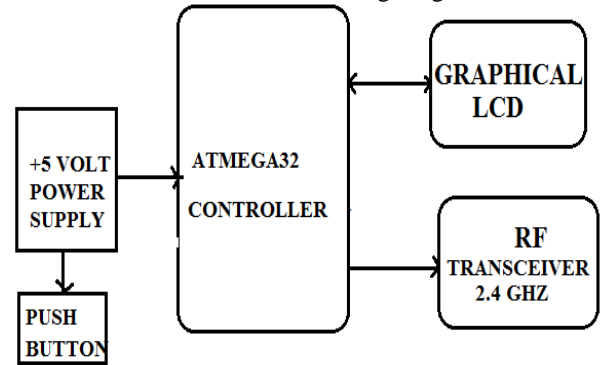 +5 VOLT
POWER
SUPPLY
PUSH
BUTTON
ATMEGA32
CONTROLLER
GRAPHICAL
LCD
RF
TRANSCEIVER
2.4 GHZ